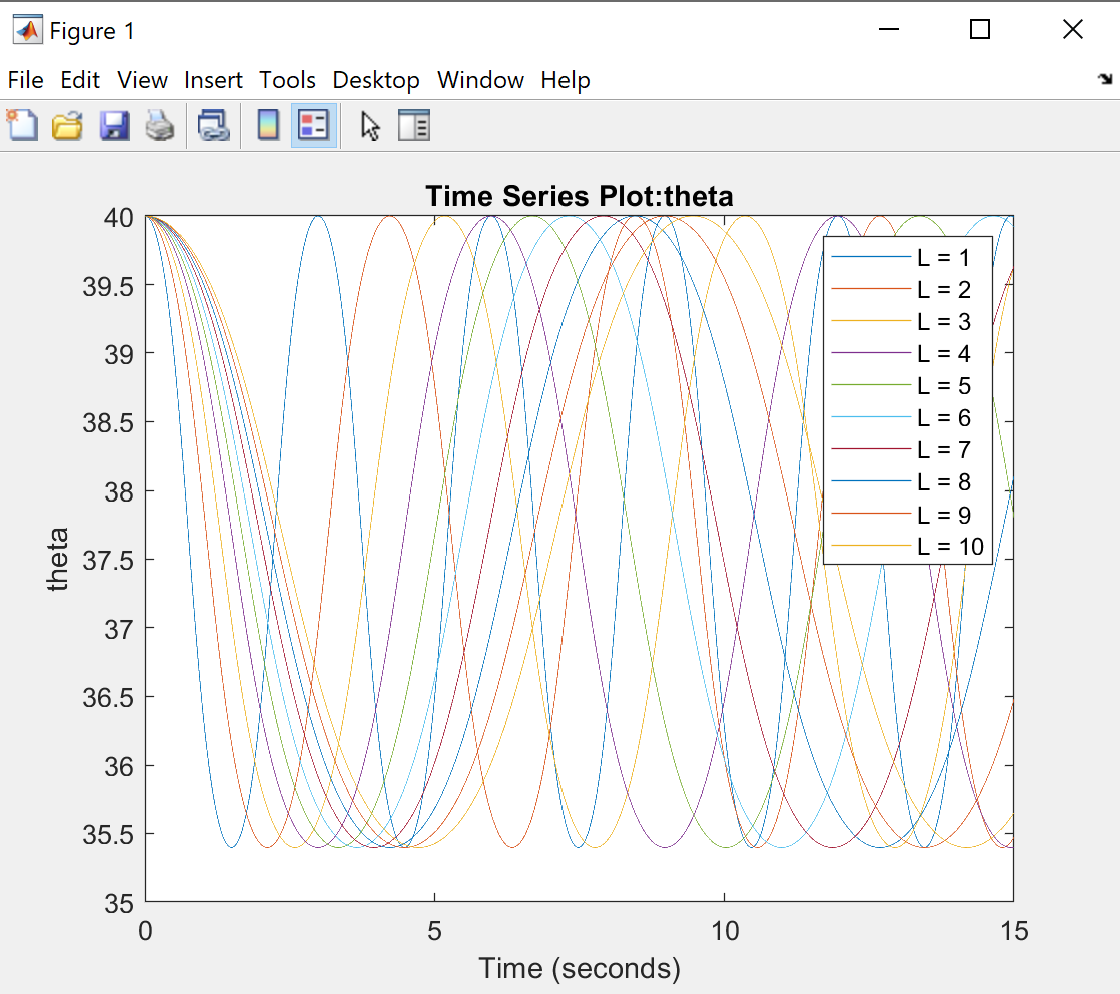 Figure 1
File Edit View Insert Tools Desktop Window Help
Time Series Plot:theta
40
39.5
39
38.5
38
37.5
37
36.5
36
35.5
35
theta
L = 1
L = 2
L = 3
L = 4
L = 5
L = 6
L = 7
L = 8
L = 9
L = 10
0 5 10 15
Time (seconds)